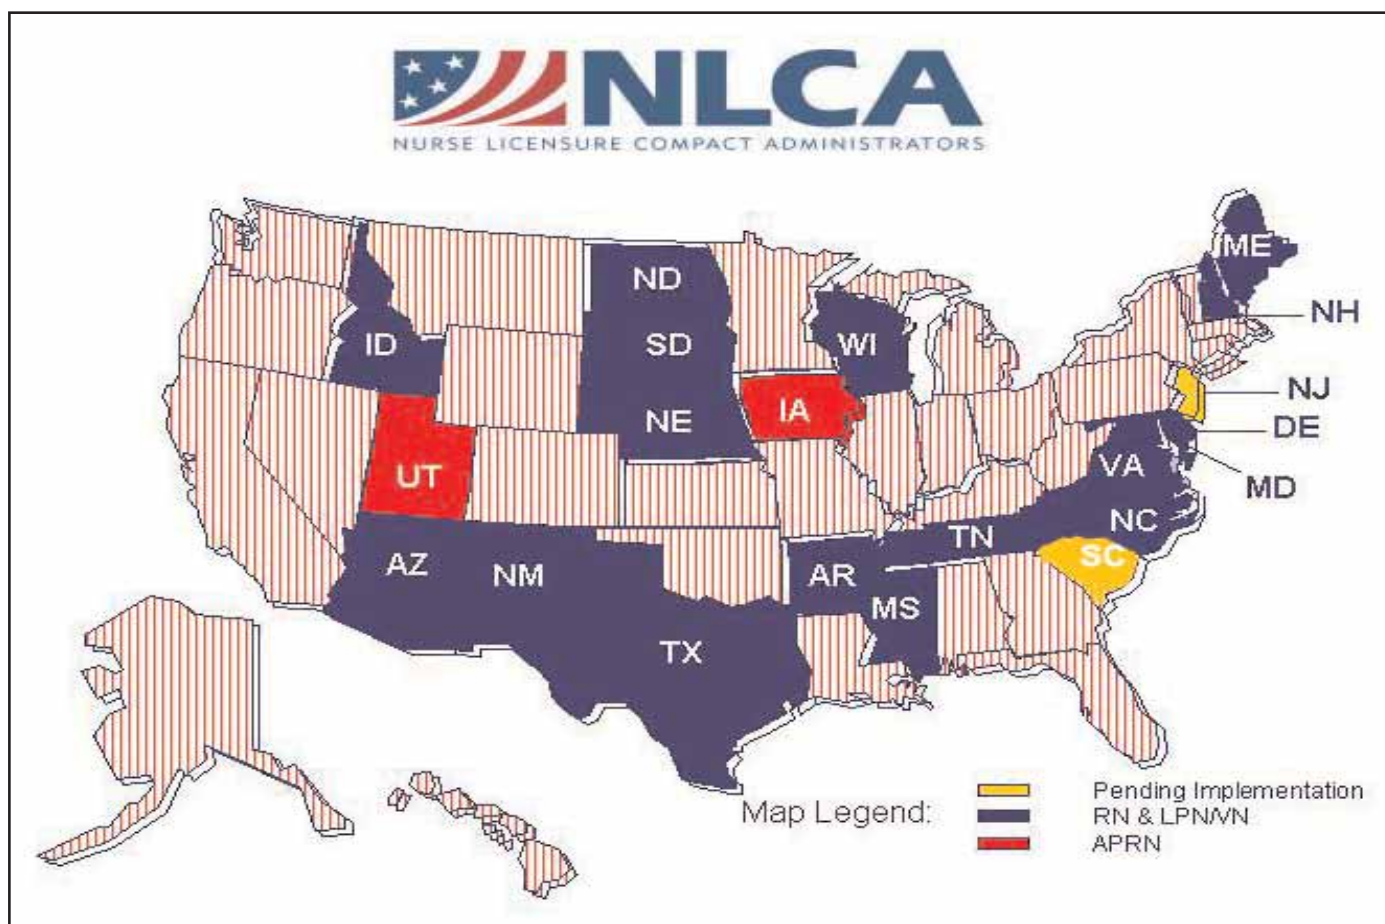 NLCA
NURSE LICENSURE COMPACT ADMINISTRATORS
ME
ND
NH
ID
SD
WI
NJ
NE
IA
DE
UT
VA
MD
NC
TN
AZ
NM
AR
SC
MS
TX
Map Legend:
Pending Implementation
RN & LPN/VN
APRN